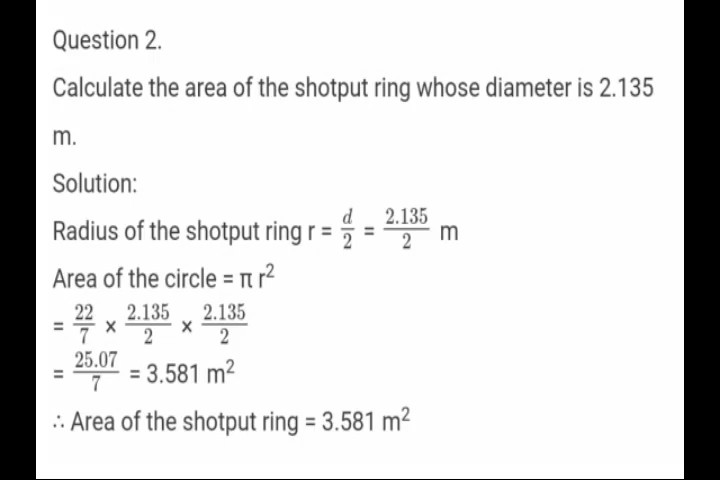 Question 2.
Calculate the area of the shotput ring whose diameter is 2.135
m.
Solution:
Radius of the shotput ring r = d/2 = 2.135/2 m
Area of the circle = π r²
= 22/7 × 2.135/2 × 2.135/2
= 25.07/7 = 3.581 m²
∴ Area of the shotput ring = 3.581 m²